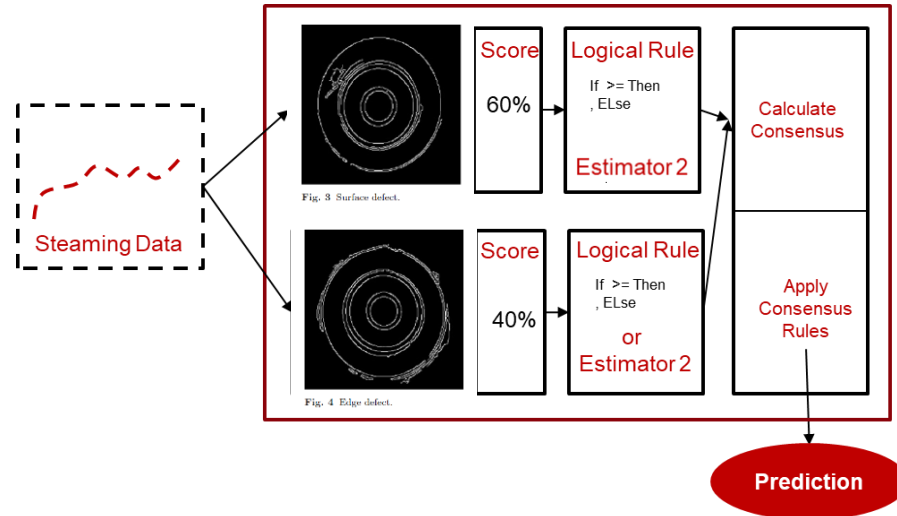 Steaming Data
Fig. 3 Surface defect.
Score
60%
Logical Rule
If >= Then
, ELse
Estimator 2
Fig. 4 Edge defect.
Score
40%
Logical Rule
If >= Then
, ELse
or
Estimator 2
Calculate
Consensus
Apply
Consensus
Rules
Prediction